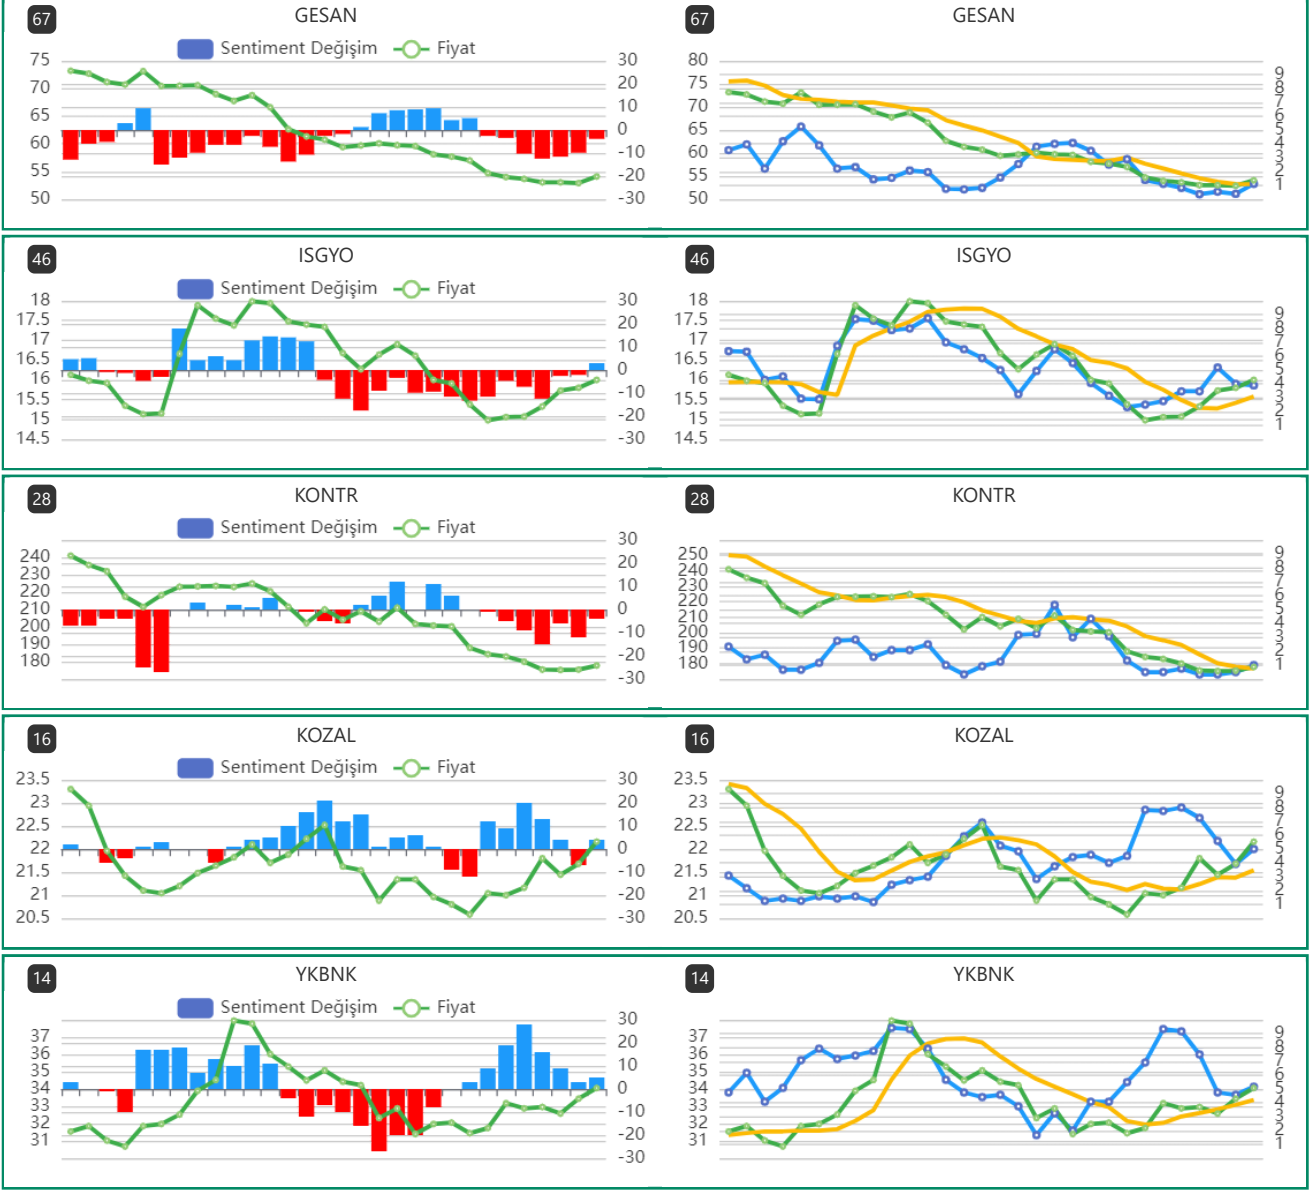 67 GESAN
Sentiment Değişim Fiyat
75 70 65 60 55 50
30 20 10 0 -10 -20 -30
67 GESAN
80 75 70 65 60 55 50
9 8 7 6 5 4 3 2 1
46 ISGYO
Sentiment Değişim Fiyat
18 17.5 17 16.5 16 15.5 15 14.5
30 20 10 0 -10 -20 -30
46 ISGYO
18 17.5 17 16.5 16 15.5 15 14.5
9 8 7 6 5 4 3 2 1
28 KONTR
Sentiment Değişim Fiyat
240 230 220 210 200 190 180
30 20 10 0 -10 -20 -30
28 KONTR
250 240 220 210 200 190 180
9 8 7 6 5 4 3 2 1
16 KOZAL
Sentiment Değişim Fiyat
23.5 23 22.5 22 21.5 21 20.5
30 20 10 0 -10 -20 -30
16 KOZAL
23.5 23 22.5 22 21.5 21 20.5
9 8 7 6 5 4 3 2 1
14 YKBNK
Sentiment Değişim Fiyat
37 36 35 34 33 32 31
30 20 10 0 -10 -20 -30
14 YKBNK
37 36 35 34 33 32 31
9 8 7 6 5 4 3 2 1